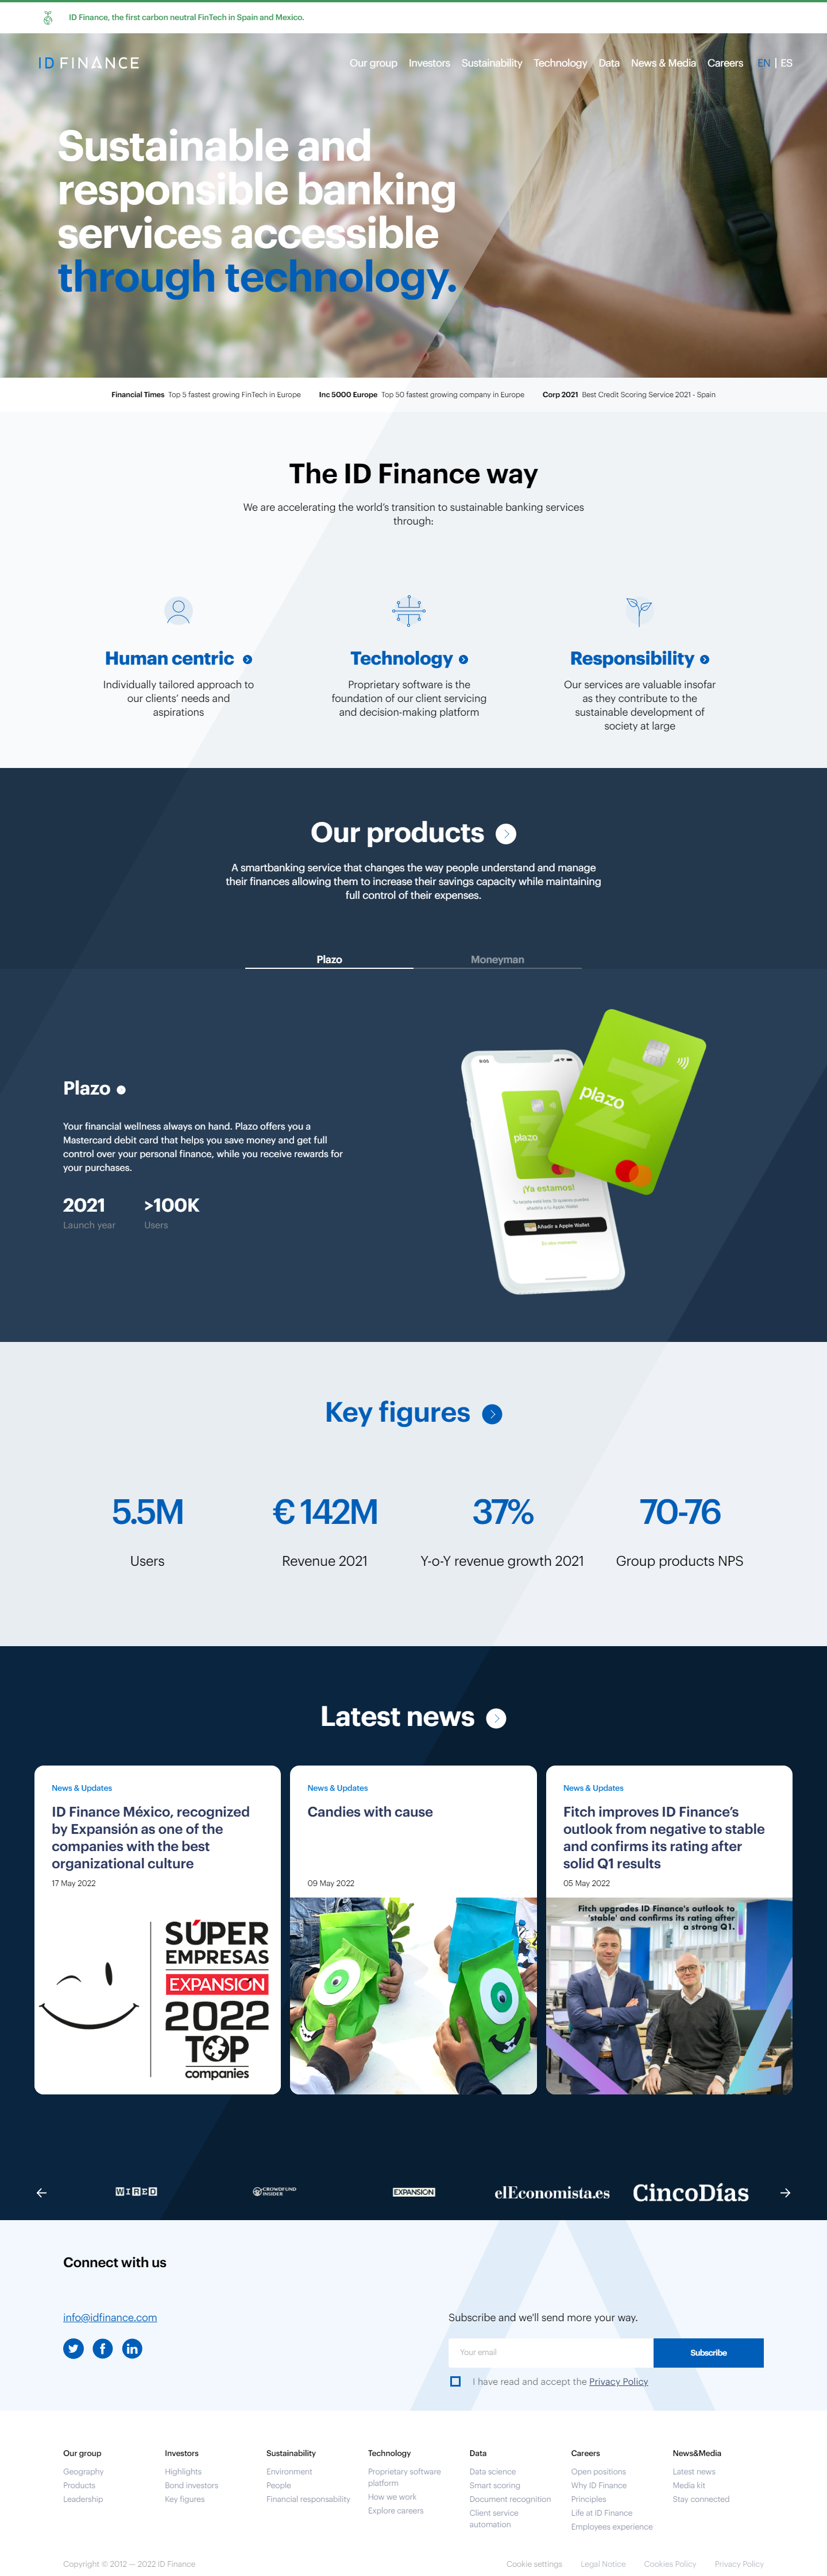 ID Finance, the first carbon neutral FinTech in Spain and Mexico.
ID FINANCE
Our group Investors Sustainability Technology Data News & Media Careers EN | ES
Sustainable and
responsible banking
services accessible
through technology.
Financial Times Top 5 fastest growing FinTech in Europe Inc 5000 Europe Top 50 fastest growing company in Europe Corp 2021 Best Credit Scoring Service 2021 - Spain
The ID Finance way
We are accelerating the world's transition to sustainable banking services
through:
Human centric
Individually tailored approach to
our clients' needs and
aspirations
Technology
Proprietary software is the
foundation of our client servicing
and decision-making platform
Responsibility
Our services are valuable insofar
as they contribute to the
sustainable development of
society at large
Our products
A smartbanking service that changes the way people understand and manage
their finances allowing them to increase their savings capacity while maintaining
full control of their expenses.
Plazo Moneyman
Plazo
Your financial wellness always on hand. Plazo offers you a
Mastercard debit card that helps you save money and get full
control over your personal finance, while you receive rewards for
your purchases.
2021 >100K
Launch year Users
9:05
plazo
plazo
¡Ya estamos!
Tu tarjeta está lista. Si quieres puedes
añadirla a tu Apple Wallet
Añadir a Apple Wallet
En otro momento
Key figures
5.5M € 142M 37% 70-76
Users Revenue 2021 Y-o-Y revenue growth 2021 Group products NPS
Latest news
News & Updates
ID Finance México, recognized
by Expansión as one of the
companies with the best
organizational culture
17 May 2022
SÚPER
EMPRESAS
EXPANSIÓN
2022
TOP
companies
News & Updates
Candies with cause
09 May 2022
News & Updates
Fitch improves ID Finance's
outlook from negative to stable
and confirms its rating after
solid Q1 results
05 May 2022
Fitch upgrades ID Finance's outlook to
'stable' and confirms its rating after
a strong Q1.
WIRED CROWDFUND INSIDER EXPANSION elEconomista.es CincoDías
Connect with us
info@idfinance.com
Subscribe and we'll send more your way.
Your email Subscribe
I have read and accept the Privacy Policy
Our group
Geography
Products
Leadership
Investors
Highlights
Bond investors
Key figures
Sustainability
Environment
People
Financial responsability
Technology
Proprietary software
platform
How we work
Explore careers
Data
Data science
Smart scoring
Document recognition
Client service
automation
Careers
Open positions
Why ID Finance
Principles
Life at ID Finance
Employees experience
News&Media
Latest news
Media kit
Stay connected
Copyright © 2012 — 2022 ID Finance Cookie settings Legal Notice Cookies Policy Privacy Policy